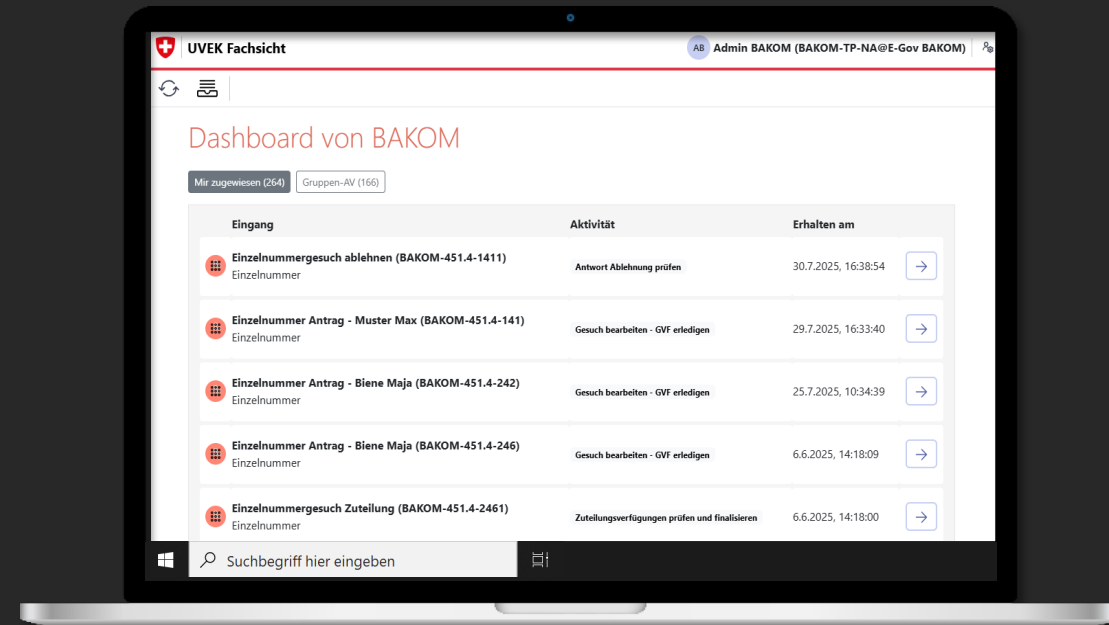 UVEK Fachsicht
AB Admin BAKOM (BAKOM-TP-NA@E-Gov BAKOM)
Dashboard von BAKOM
Mir zugewiesen (264) Gruppen-AV (166)
Eingang Aktivität Erhalten am
Einzelnummergesuch ablehnen (BAKOM-451.4-1411)
Einzelnummer
Antwort Ablehnung prüfen
30.7.2025, 16:38:54
Einzelnummer Antrag - Muster Max (BAKOM-451.4-141)
Einzelnummer
Gesuch bearbeiten - GVF erledigen
29.7.2025, 16:33:40
Einzelnummer Antrag - Biene Maja (BAKOM-451.4-242)
Einzelnummer
Gesuch bearbeiten - GVF erledigen
25.7.2025, 10:34:39
Einzelnummer Antrag - Biene Maja (BAKOM-451.4-246)
Einzelnummer
Gesuch bearbeiten - GVF erledigen
6.6.2025, 14:18:09
Einzelnummergesuch Zuteilung (BAKOM-451.4-2461)
Einzelnummer
Zuteilungsverfügungen prüfen und finalisieren
6.6.2025, 14:18:00
Suchbegriff hier eingeben